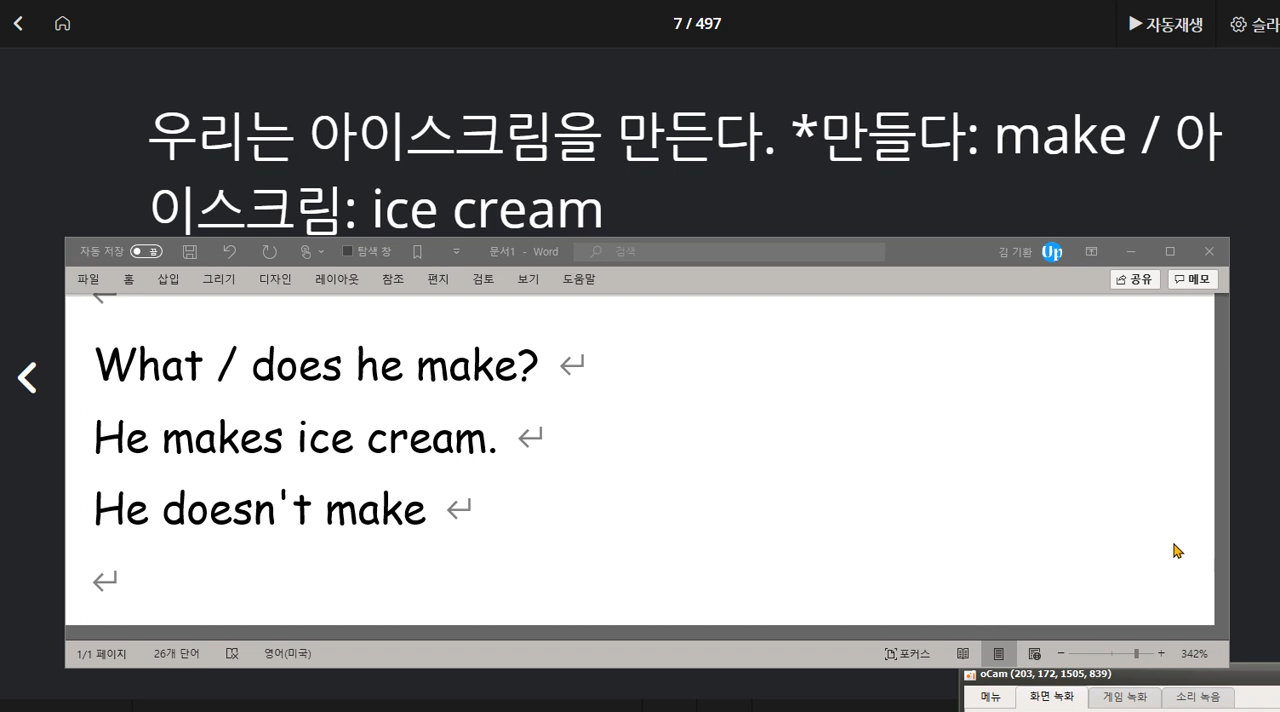 7 / 497
▶ 자동재생
슬라
우리는 아이스크림을 만든다. *만들다: make / 아
이스크림: ice cream
자동 저장 끔 탐색 창 문서1 - Word 검색 김 기환 Up
파일 홈 삽입 그리기 디자인 레이아웃 참조 편지 검토 보기 도움말 공유 메모
What / does he make?
He makes ice cream.
He doesn't make
1/1 페이지 26개 단어 영어(미국) 포커스 342%
oCam (203, 172, 1505, 839)
메뉴 화면 녹화 게임 녹화 소리 녹음